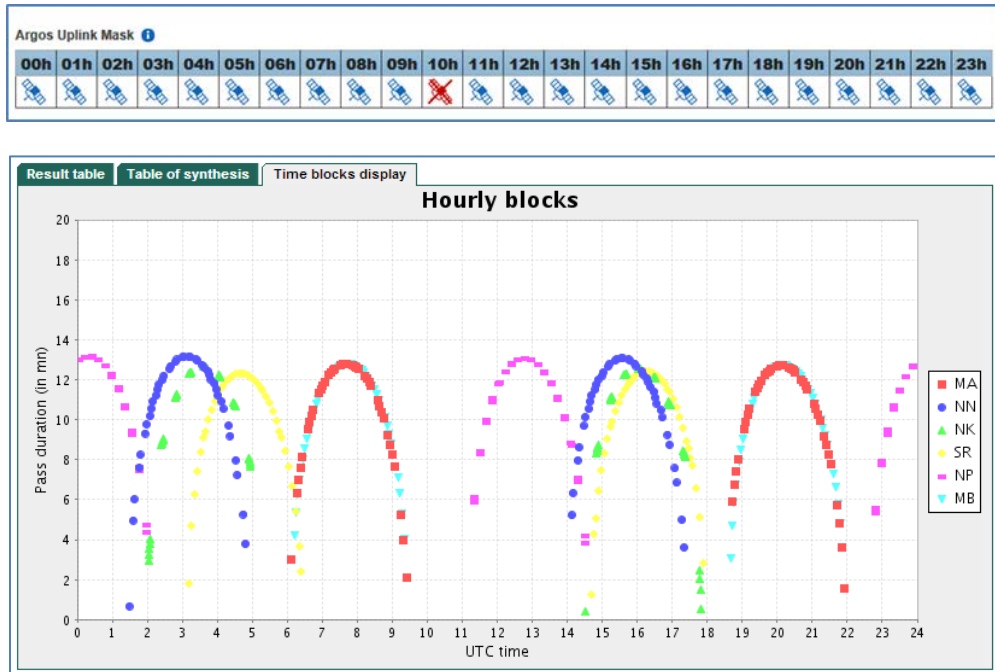 Argos Uplink Mask i
00h 01h 02h 03h 04h 05h 06h 07h 08h 09h 10h 11h 12h 13h 14h 15h 16h 17h 18h 19h 20h 21h 22h 23h
Result table Table of synthesis Time blocks display
Hourly blocks
20
18
16
14
12
10
8
6
4
2
0
Pass duration (in mn)
0 1 2 3 4 5 6 7 8 9 10 11 12 13 14 15 16 17 18 19 20 21 22 23 24
UTC time
MA
NN
NK
SR
NP
MB